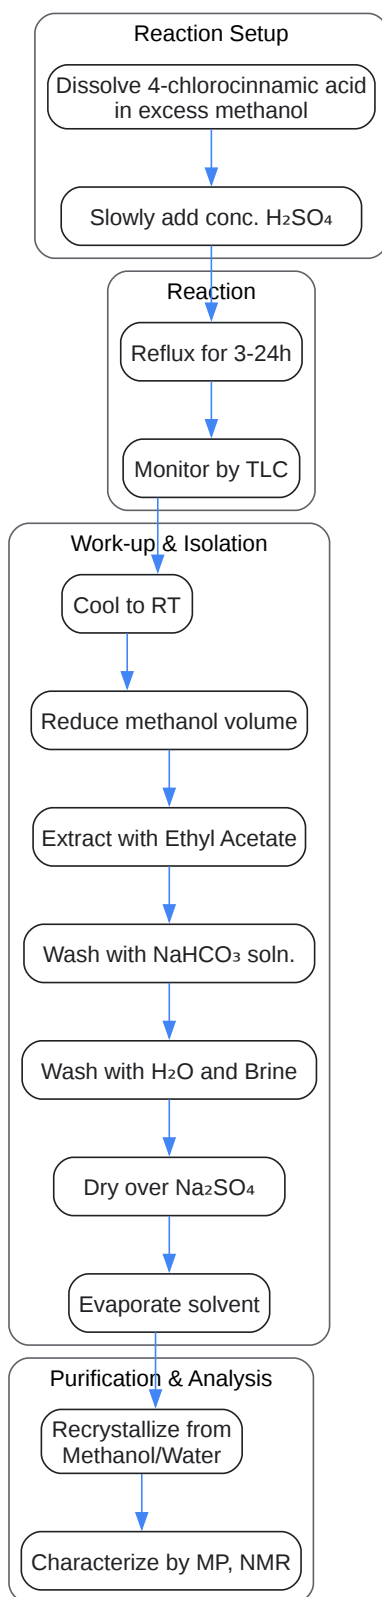 Reaction Setup
Dissolve 4-chlorocinnamic acid
in excess methanol
Slowly add conc. H₂SO₄
Reaction
Reflux for 3-24h
Monitor by TLC
Work-up & Isolation
Cool to RT
Reduce methanol volume
Extract with Ethyl Acetate
Wash with NaHCO₃ soln.
Wash with H₂O and Brine
Dry over Na₂SO₄
Evaporate solvent
Purification & Analysis
Recrystallize from
Methanol/Water
Characterize by MP, NMR